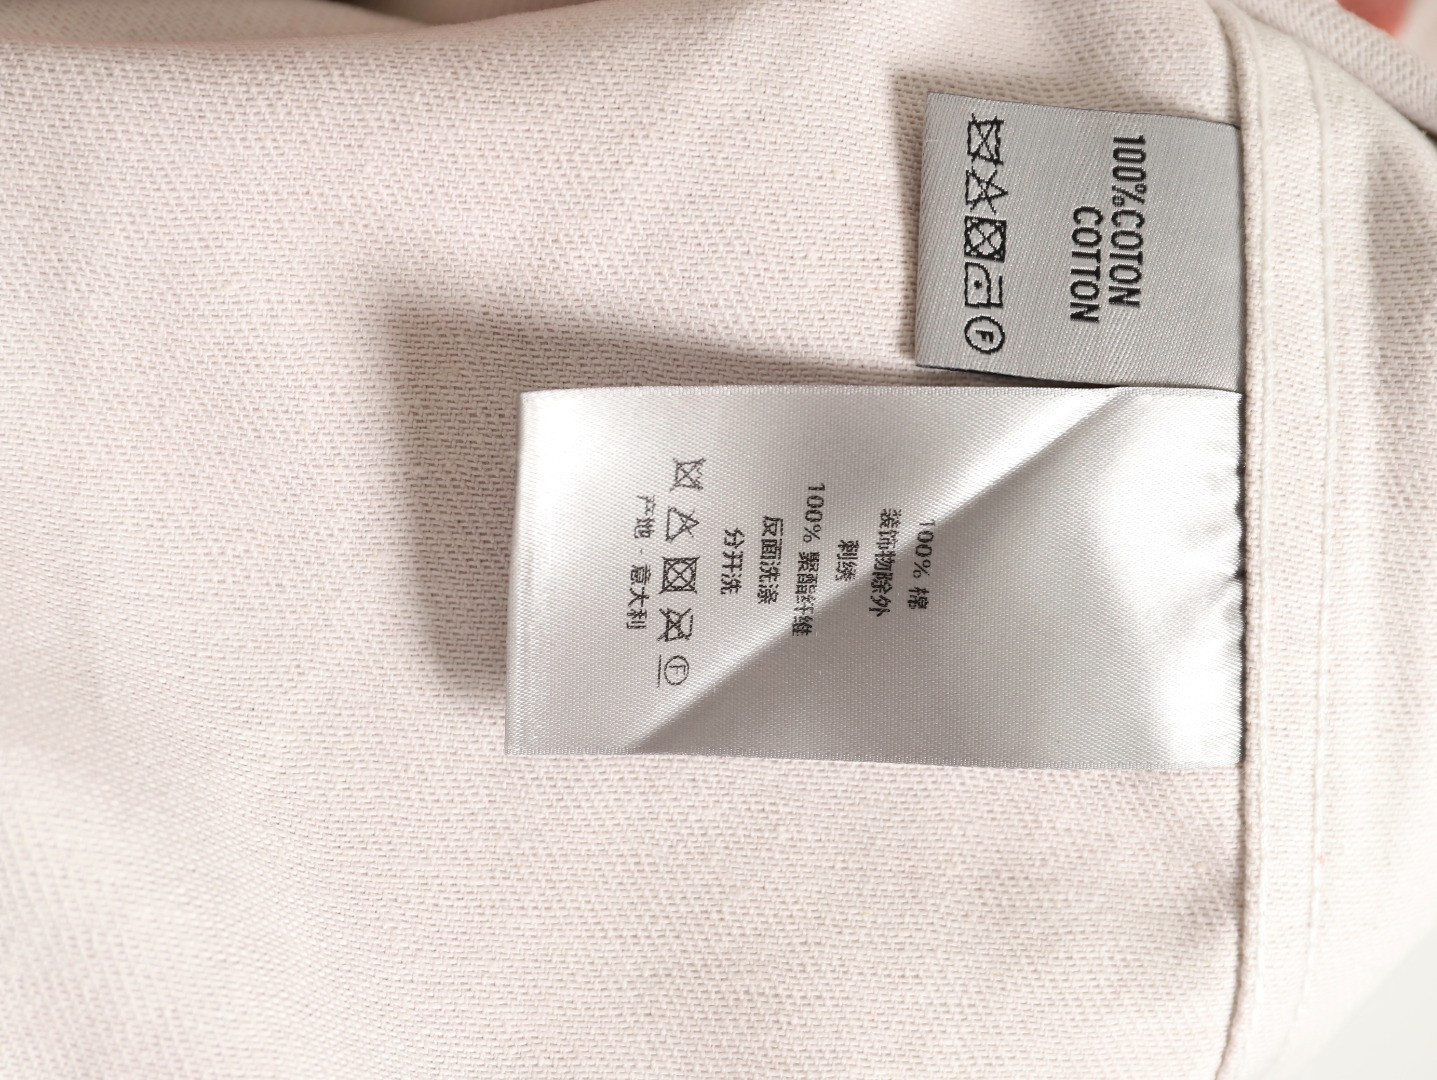 100%COTON
COTTON
F
100% 棉
装饰物除外
刺绣
100% 聚酯纤维
反面洗涤
分开洗
F
产地 · 意大利